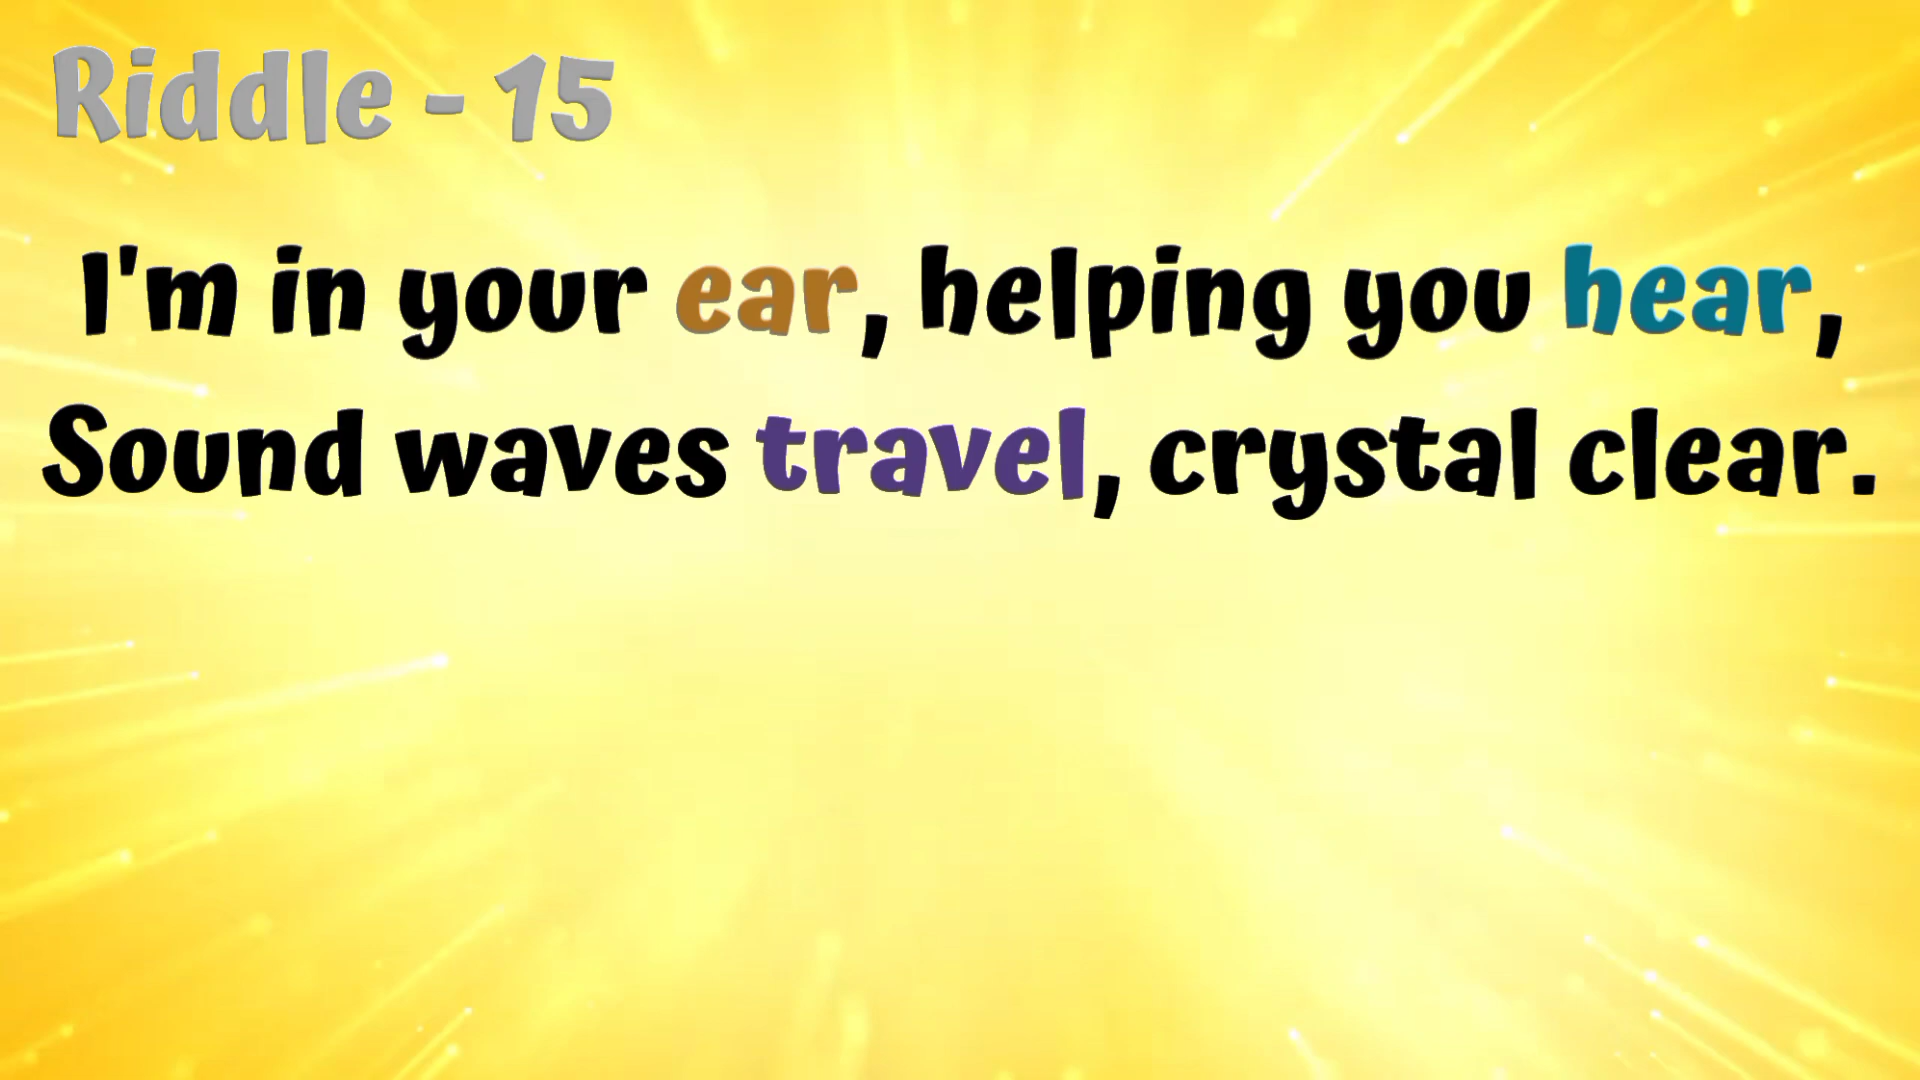 Riddle - 15
I'm in your ear, helping you hear,
Sound waves travel, crystal clear.